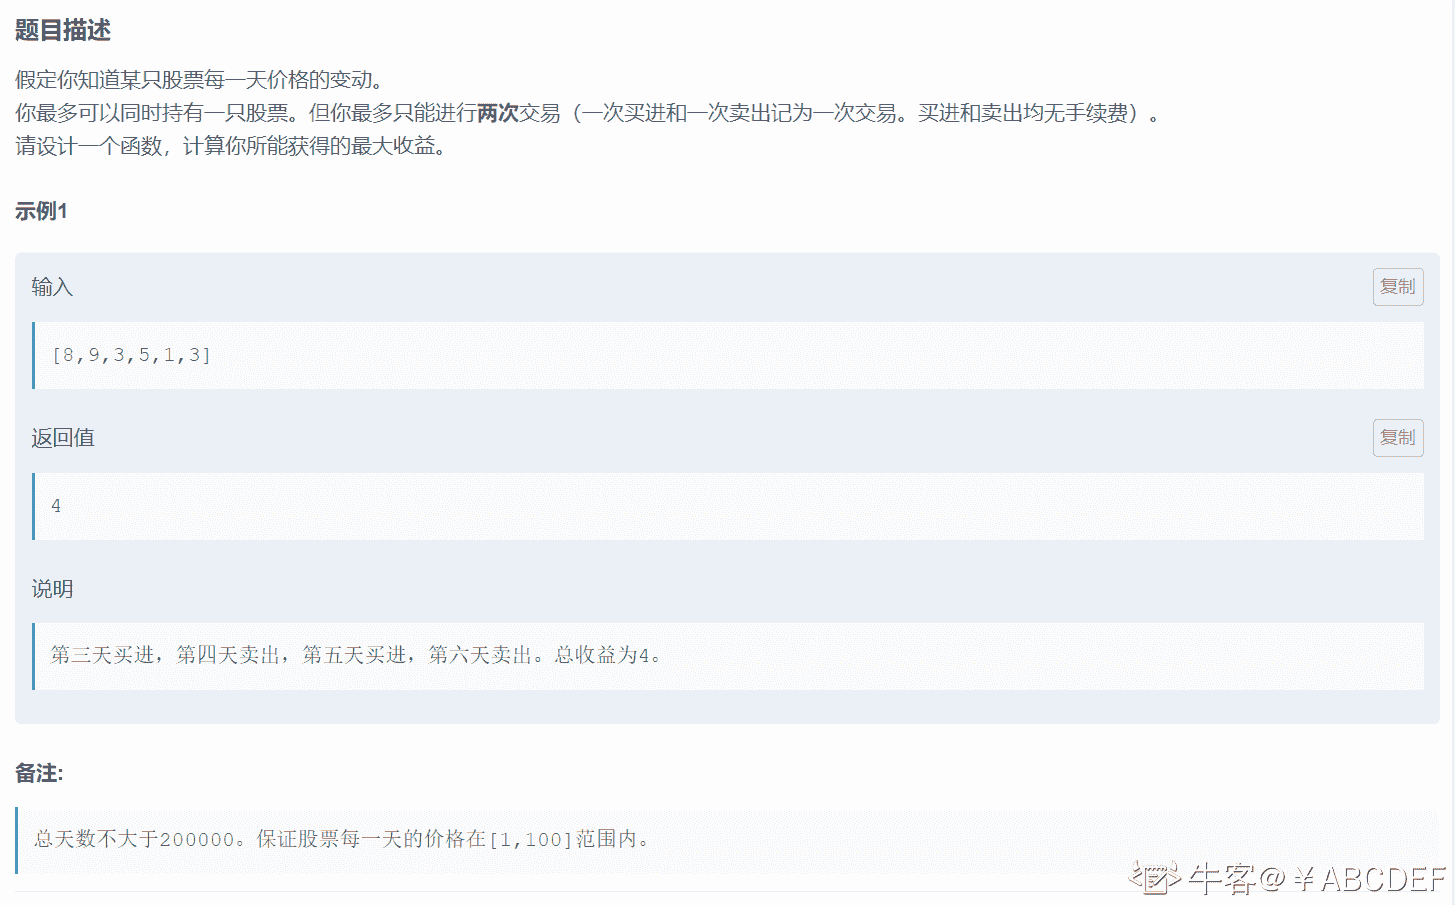 题目描述
假定你知道某只股票每一天价格的变动。
你最多可以同时持有一只股票。但你最多只能进行两次交易（一次买进和一次卖出记为一次交易。买进和卖出均无手续费）。
请设计一个函数，计算你所能获得的最大收益。
示例1
输入
复制
[8,9,3,5,1,3]
返回值
复制
4
说明
第三天买进，第四天卖出，第五天买进，第六天卖出。总收益为4。
备注:
总天数不大于200000。保证股票每一天的价格在[1,100]范围内。
牛客@￥ABCDEF